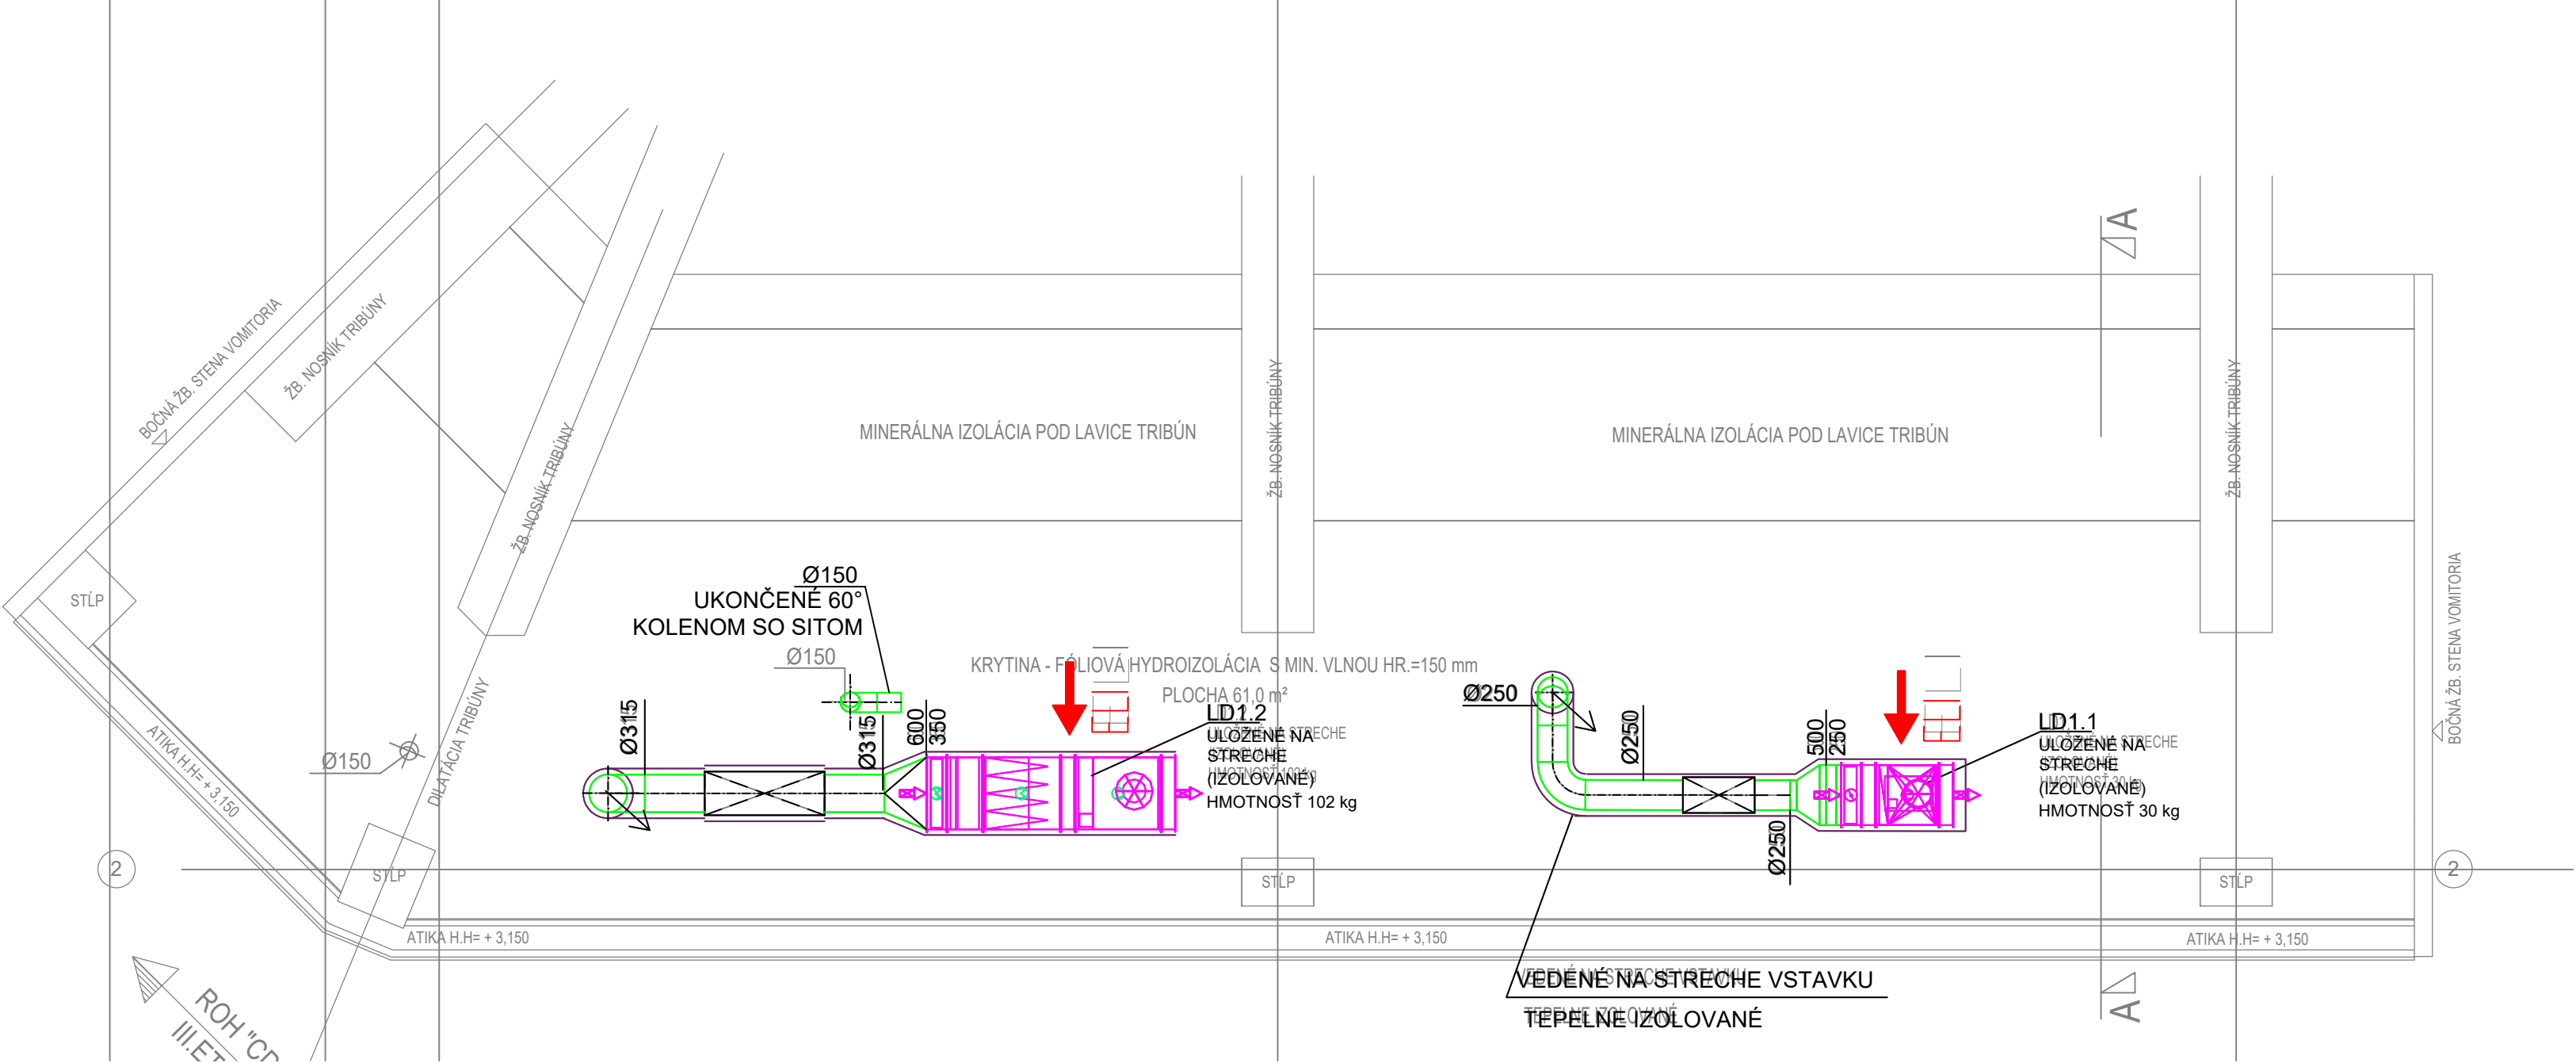 A
BOČNÁ ŽB. STENA VOMITORIA
ŽB. NOSNÍK TRIBÚNY
ŽB. NOSNÍK TRIBÚNY
MINERÁLNA IZOLÁCIA POD LAVICE TRIBÚN
ŽB. NOSNÍK TRIBÚNY
MINERÁLNA IZOLÁCIA POD LAVICE TRIBÚN
ŽB. NOSNÍK TRIBÚNY
STĹP
Ø150
UKONČENÉ 60°
KOLENOM SO SITOM
Ø150
KRYTINA - FÓLIOVÁ HYDROIZOLÁCIA S MIN. VLNOU HR.=150 mm
PLOCHA 61,0 m²
BOČNÁ ŽB. STENA VOMITORIA
Ø315
Ø315
600
350
LD1.2
ULOŽENÉ NA
STRECHE
(IZOLOVANÉ)
HMOTNOSŤ 102 kg
Ø250
Ø250
Ø250
500
250
LD1.1
ULOŽENÉ NA
STRECHE
(IZOLOVANÉ)
HMOTNOSŤ 30 kg
ATIKA H.H= + 3,150
Ø150
DILATÁCIA TRIBÚNY
2
STĹP
STĹP
STĹP
2
ATIKA H.H= + 3,150
ATIKA H.H= + 3,150
ATIKA H.H= + 3,150
VEDENÉ NA STRECHE VSTAVKU
TEPELNE IZOLOVANÉ
A
ROH "CD
III.ET